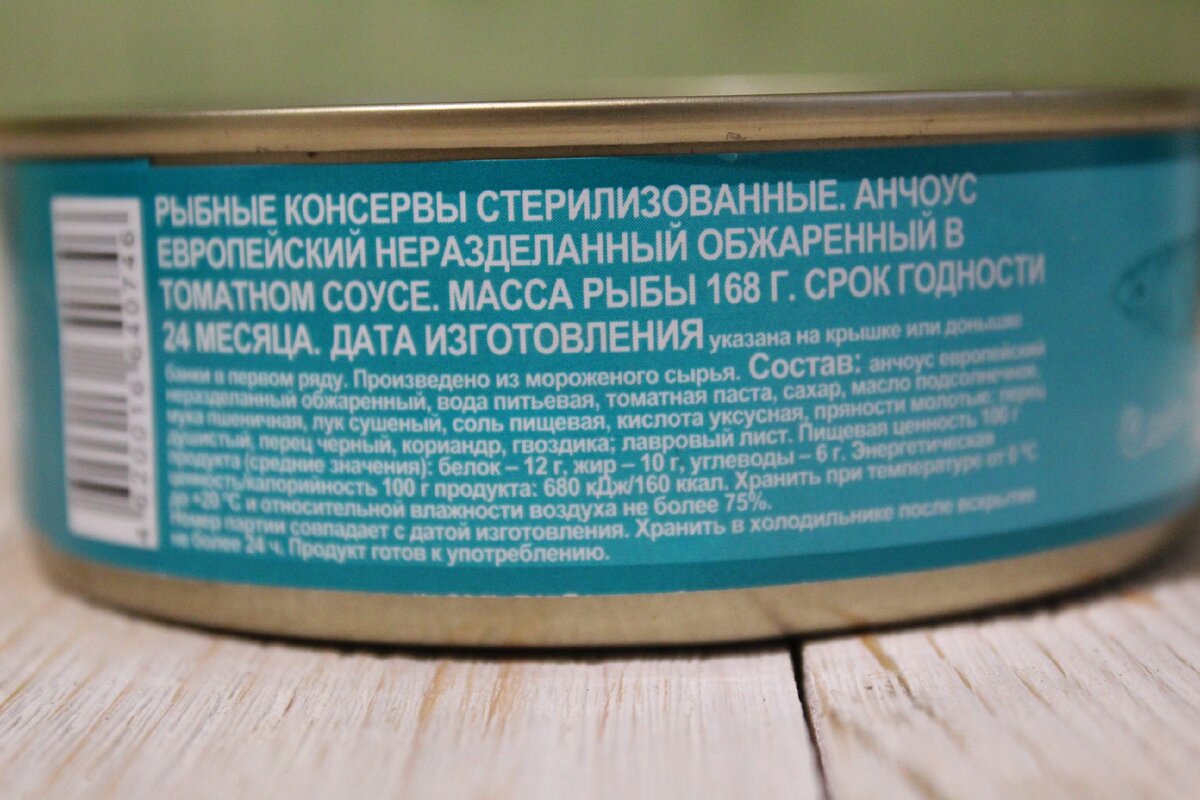 РЫБНЫЕ КОНСЕРВЫ СТЕРИЛИЗОВАННЫЕ. АНЧОУС
ЕВРОПЕЙСКИЙ НЕРАЗДЕЛАННЫЙ ОБЖАРЕННЫЙ В
ТОМАТНОМ СОУСЕ. МАССА РЫБЫ 168 Г. СРОК ГОДНОСТИ
24 МЕСЯЦА. ДАТА ИЗГОТОВЛЕНИЯ указана на крышке или донышке
банки в первом ряду. Произведено из мороженого сырья. Состав: анчоус европейский
неразделанный обжаренный, вода питьевая, томатная паста, сахар, масло подсолнечное,
мука пшеничная, лук сушеный, соль пищевая, кислота уксусная, пряности молотые: перец
душистый, перец черный, кориандр, гвоздика; лавровый лист. Пищевая ценность 100 г
продукта (средние значения): белок – 12 г, жир – 10 г, углеводы – 6 г. Энергетическая
ценность/калорийность 100 г продукта: 680 кДж/160 ккал. Хранить при температуре от 0 °С
до +20 °С и относительной влажности воздуха не более 75%.
Номер партии совпадает с датой изготовления. Хранить в холодильнике после вскрытия
не более 24 ч. Продукт готов к употреблению.